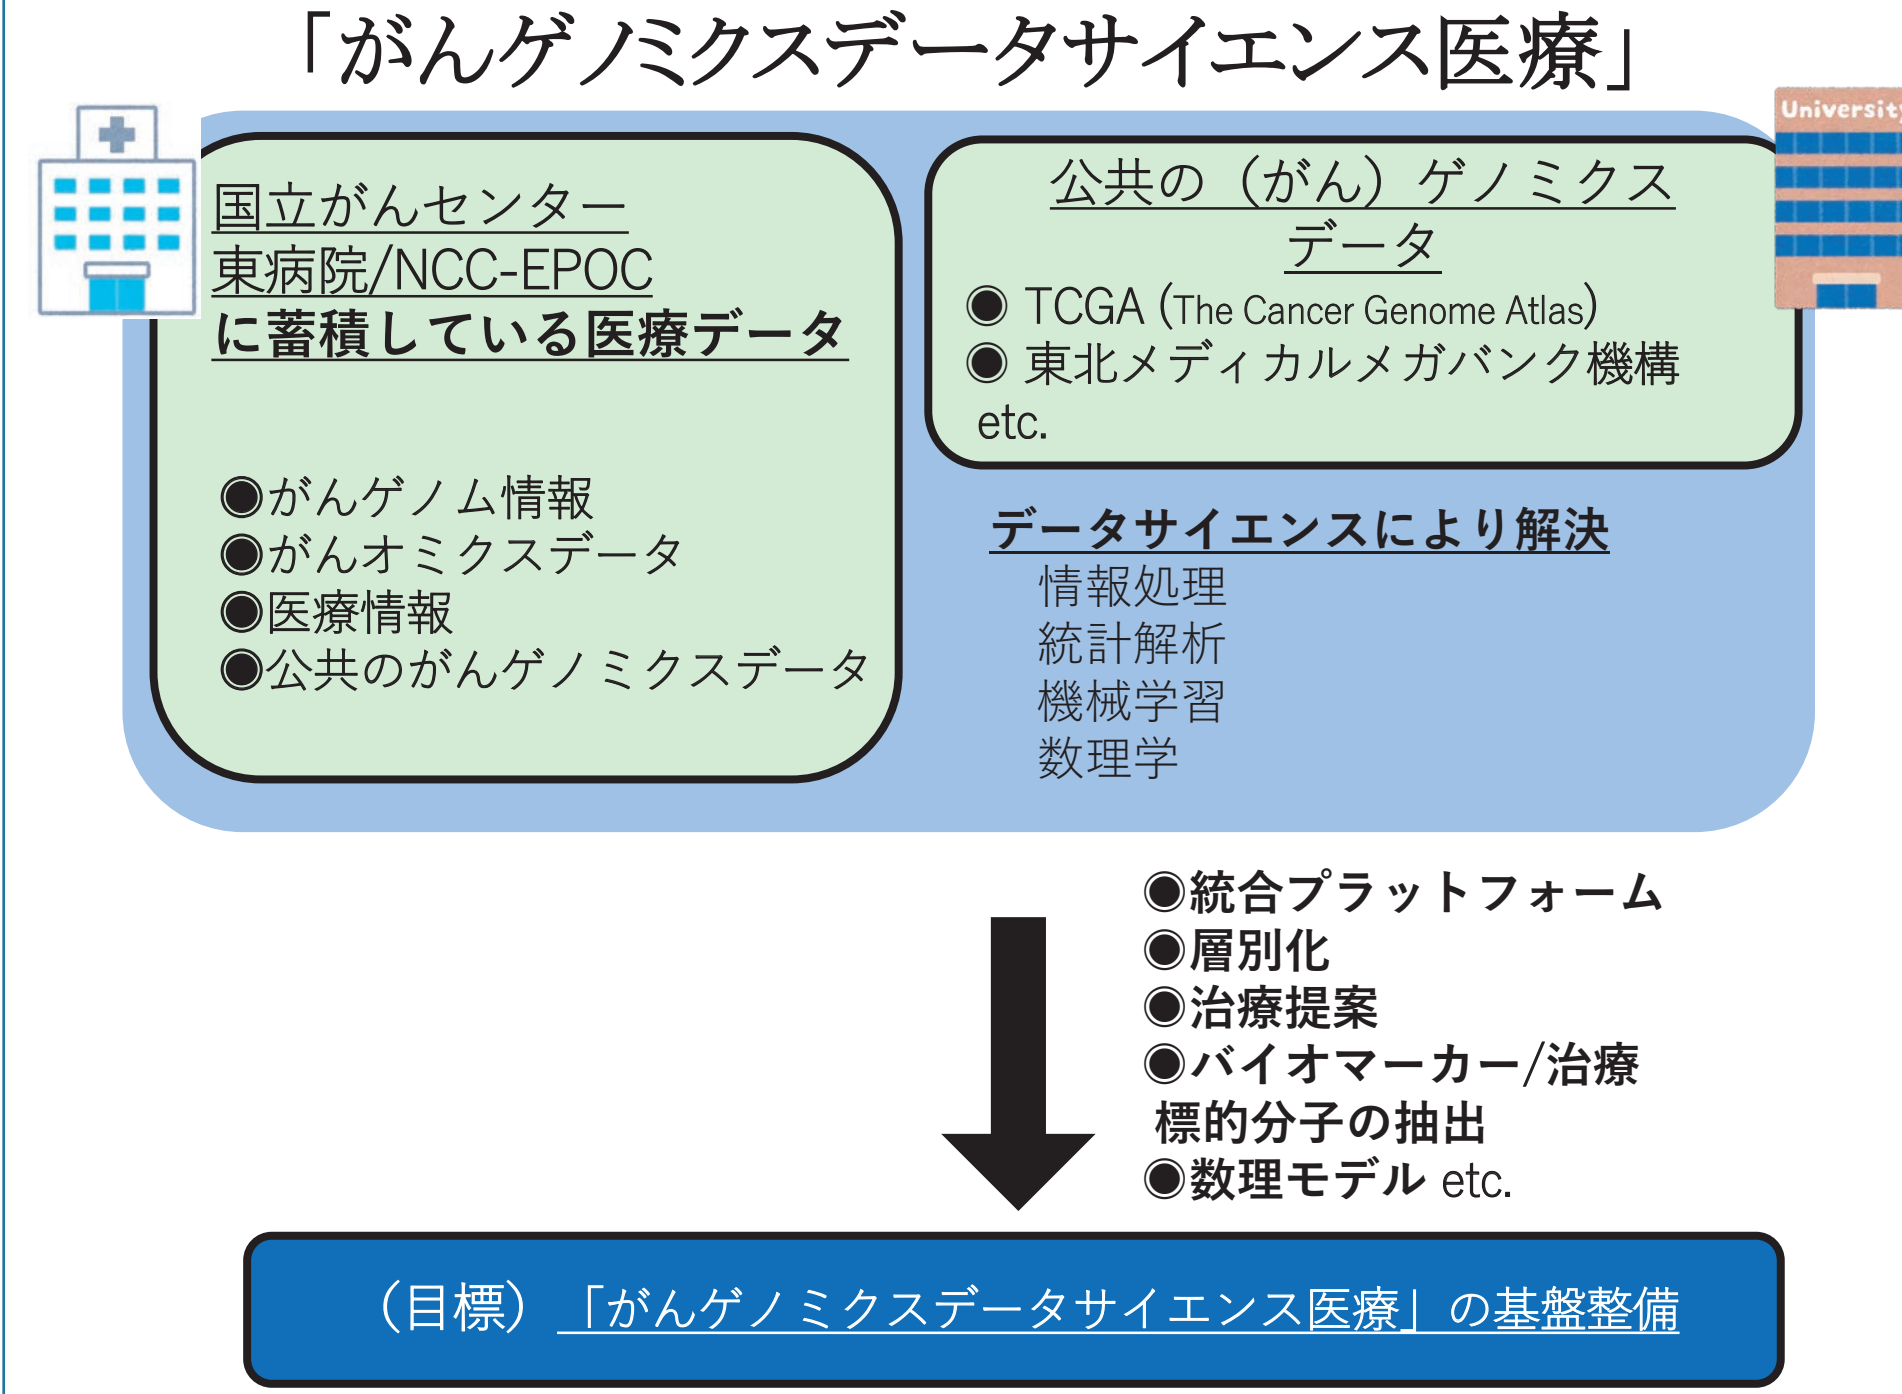 「がんゲノミクスデータサイエンス医療」
University
国立がんセンター
東病院/NCC-EPOC
に蓄積している医療データ
◉がんゲノム情報
◉がんオミクスデータ
◉医療情報
◉公共のがんゲノミクスデータ
公共の（がん）ゲノミクス
データ
◉ TCGA (The Cancer Genome Atlas)
◉ 東北メディカルメガバンク機構
etc.
データサイエンスにより解決
情報処理
統計解析
機械学習
数理学
◉統合プラットフォーム
◉層別化
◉治療提案
◉バイオマーカー/治療
標的分子の抽出
◉数理モデル etc.
（目標）「がんゲノミクスデータサイエンス医療」の基盤整備